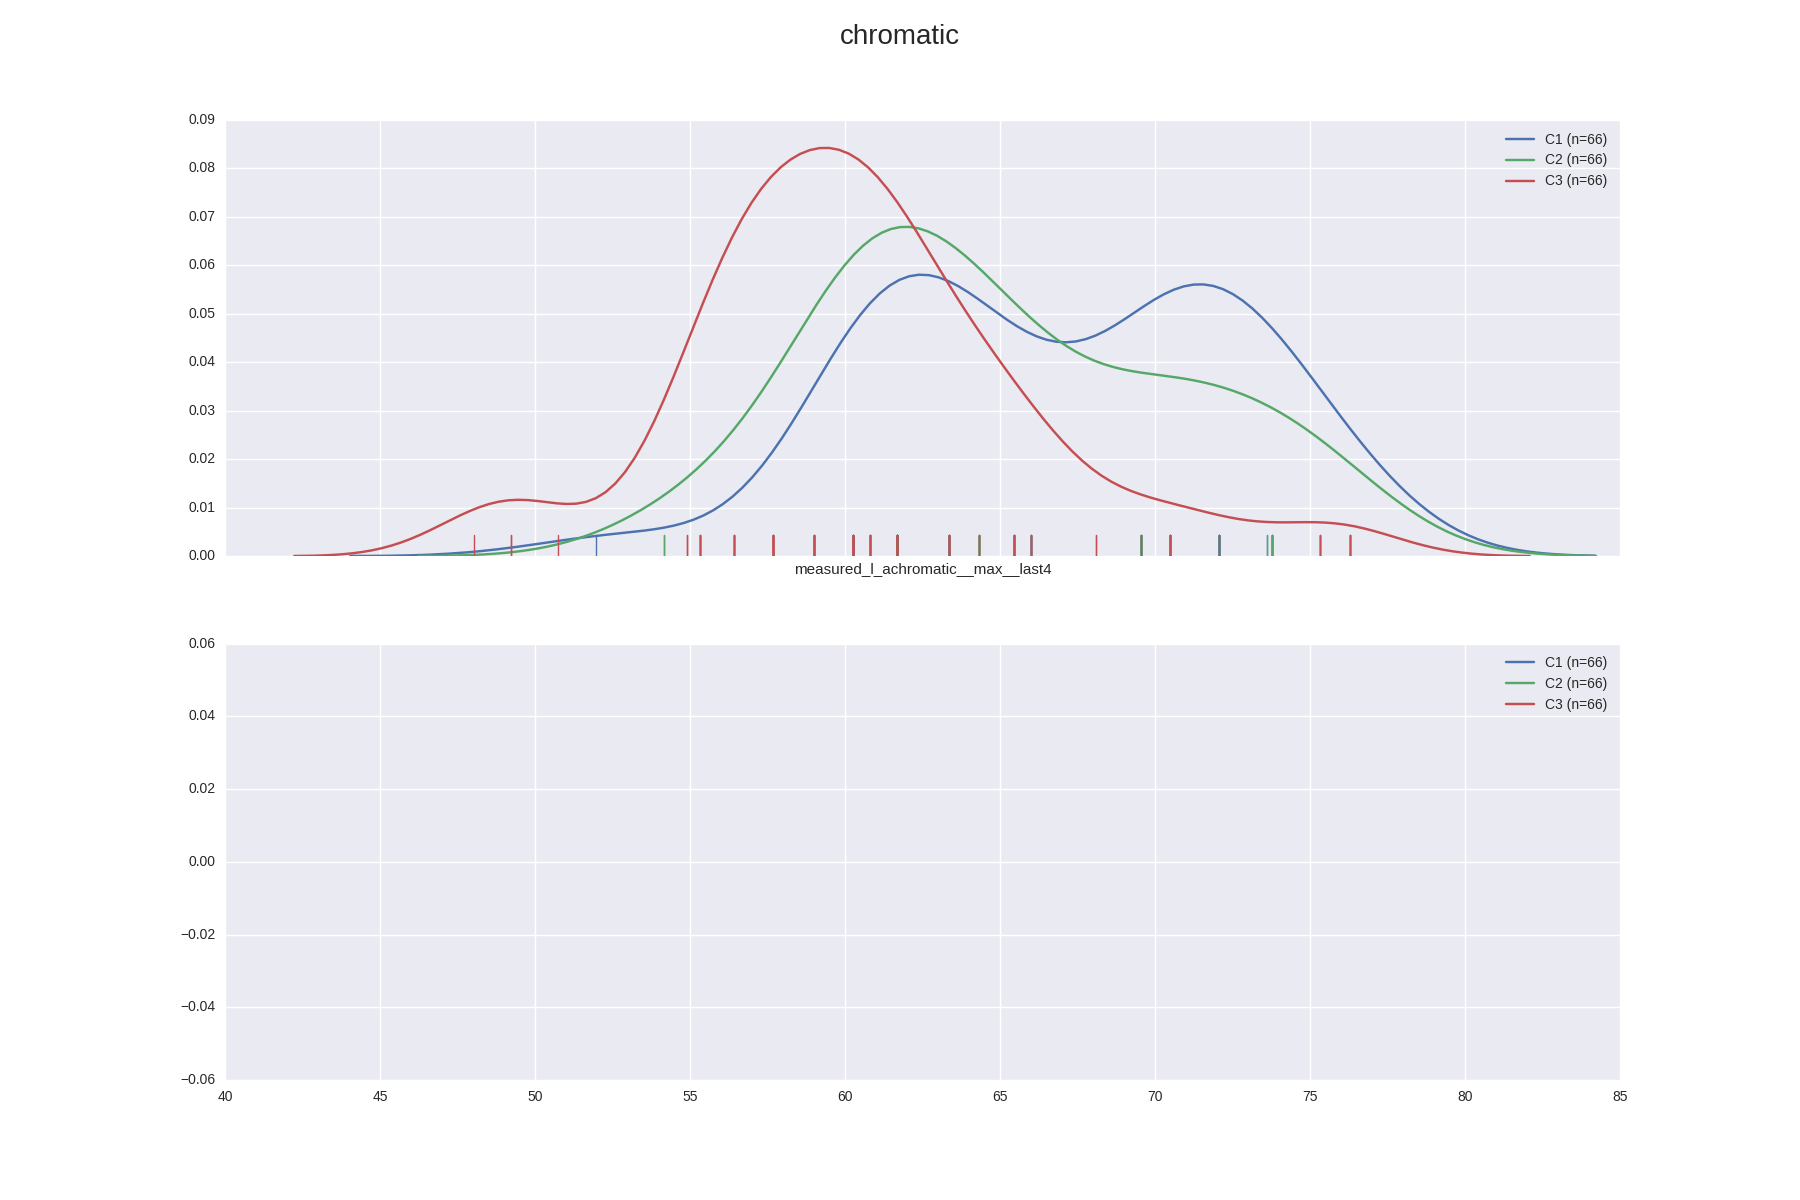 chromatic
0.09
0.08
0.07
0.06
0.05
0.04
0.03
0.02
0.01
0.00
C1 (n=66)
C2 (n=66)
C3 (n=66)
measured_l_achromatic__max__last4
0.06
0.04
0.02
0.00
−0.02
−0.04
−0.06
C1 (n=66)
C2 (n=66)
C3 (n=66)
40 45 50 55 60 65 70 75 80 85